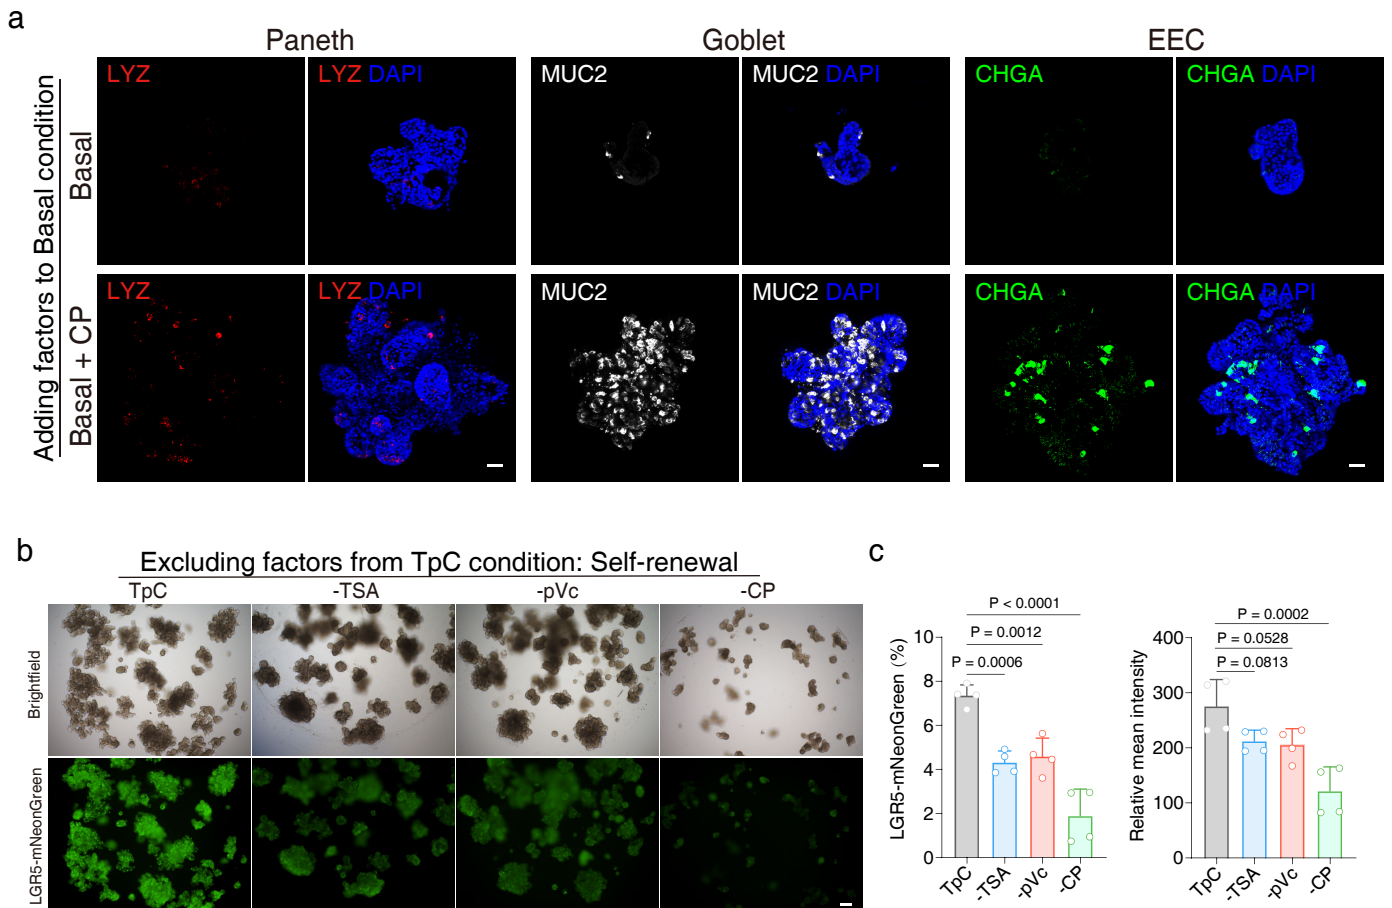 a
Paneth
Goblet
EEC
Adding factors to Basal condition
Basal
LYZ
LYZ DAPI
MUC2
MUC2 DAPI
CHGA
CHGA DAPI
Basal + CP
LYZ
LYZ DAPI
MUC2
MUC2 DAPI
CHGA
CHGA DAPI
b
Excluding factors from TpC condition: Self-renewal
TpC
-TSA
-pVc
-CP
Brightfield
LGR5-mNeonGreen
c
LGR5-mNeonGreen (%)
P < 0.0001
P = 0.0012
P = 0.0006
10
8
6
4
2
0
TpC
-TSA
-pVc
-CP
Relative mean intensity
P = 0.0002
P = 0.0528
P = 0.0813
400
300
200
100
0
TpC
-TSA
-pVc
-CP